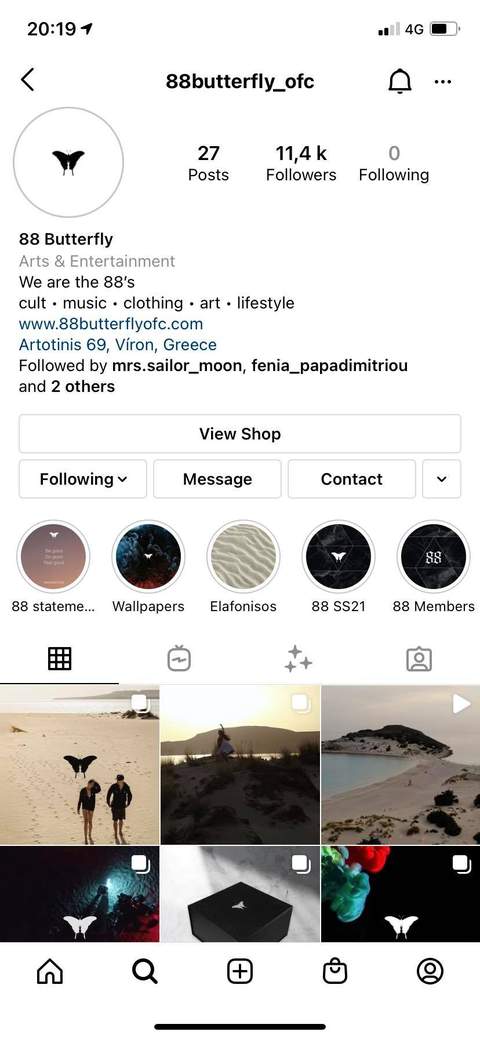 20:19
4G
88butterfly_ofc
27
11,4 k
0
Posts
Followers
Following
88 Butterfly
Arts & Entertainment
We are the 88's
cult • music • clothing • art • lifestyle
www.88butterflyofc.com
Artotinis 69, Víron, Greece
Followed by mrs.sailor_moon, fenia_papadimitriou
and 2 others
View Shop
Following
Message
Contact
88
88 stateme...
Wallpapers
Elafonisos
88 SS21
88 Members